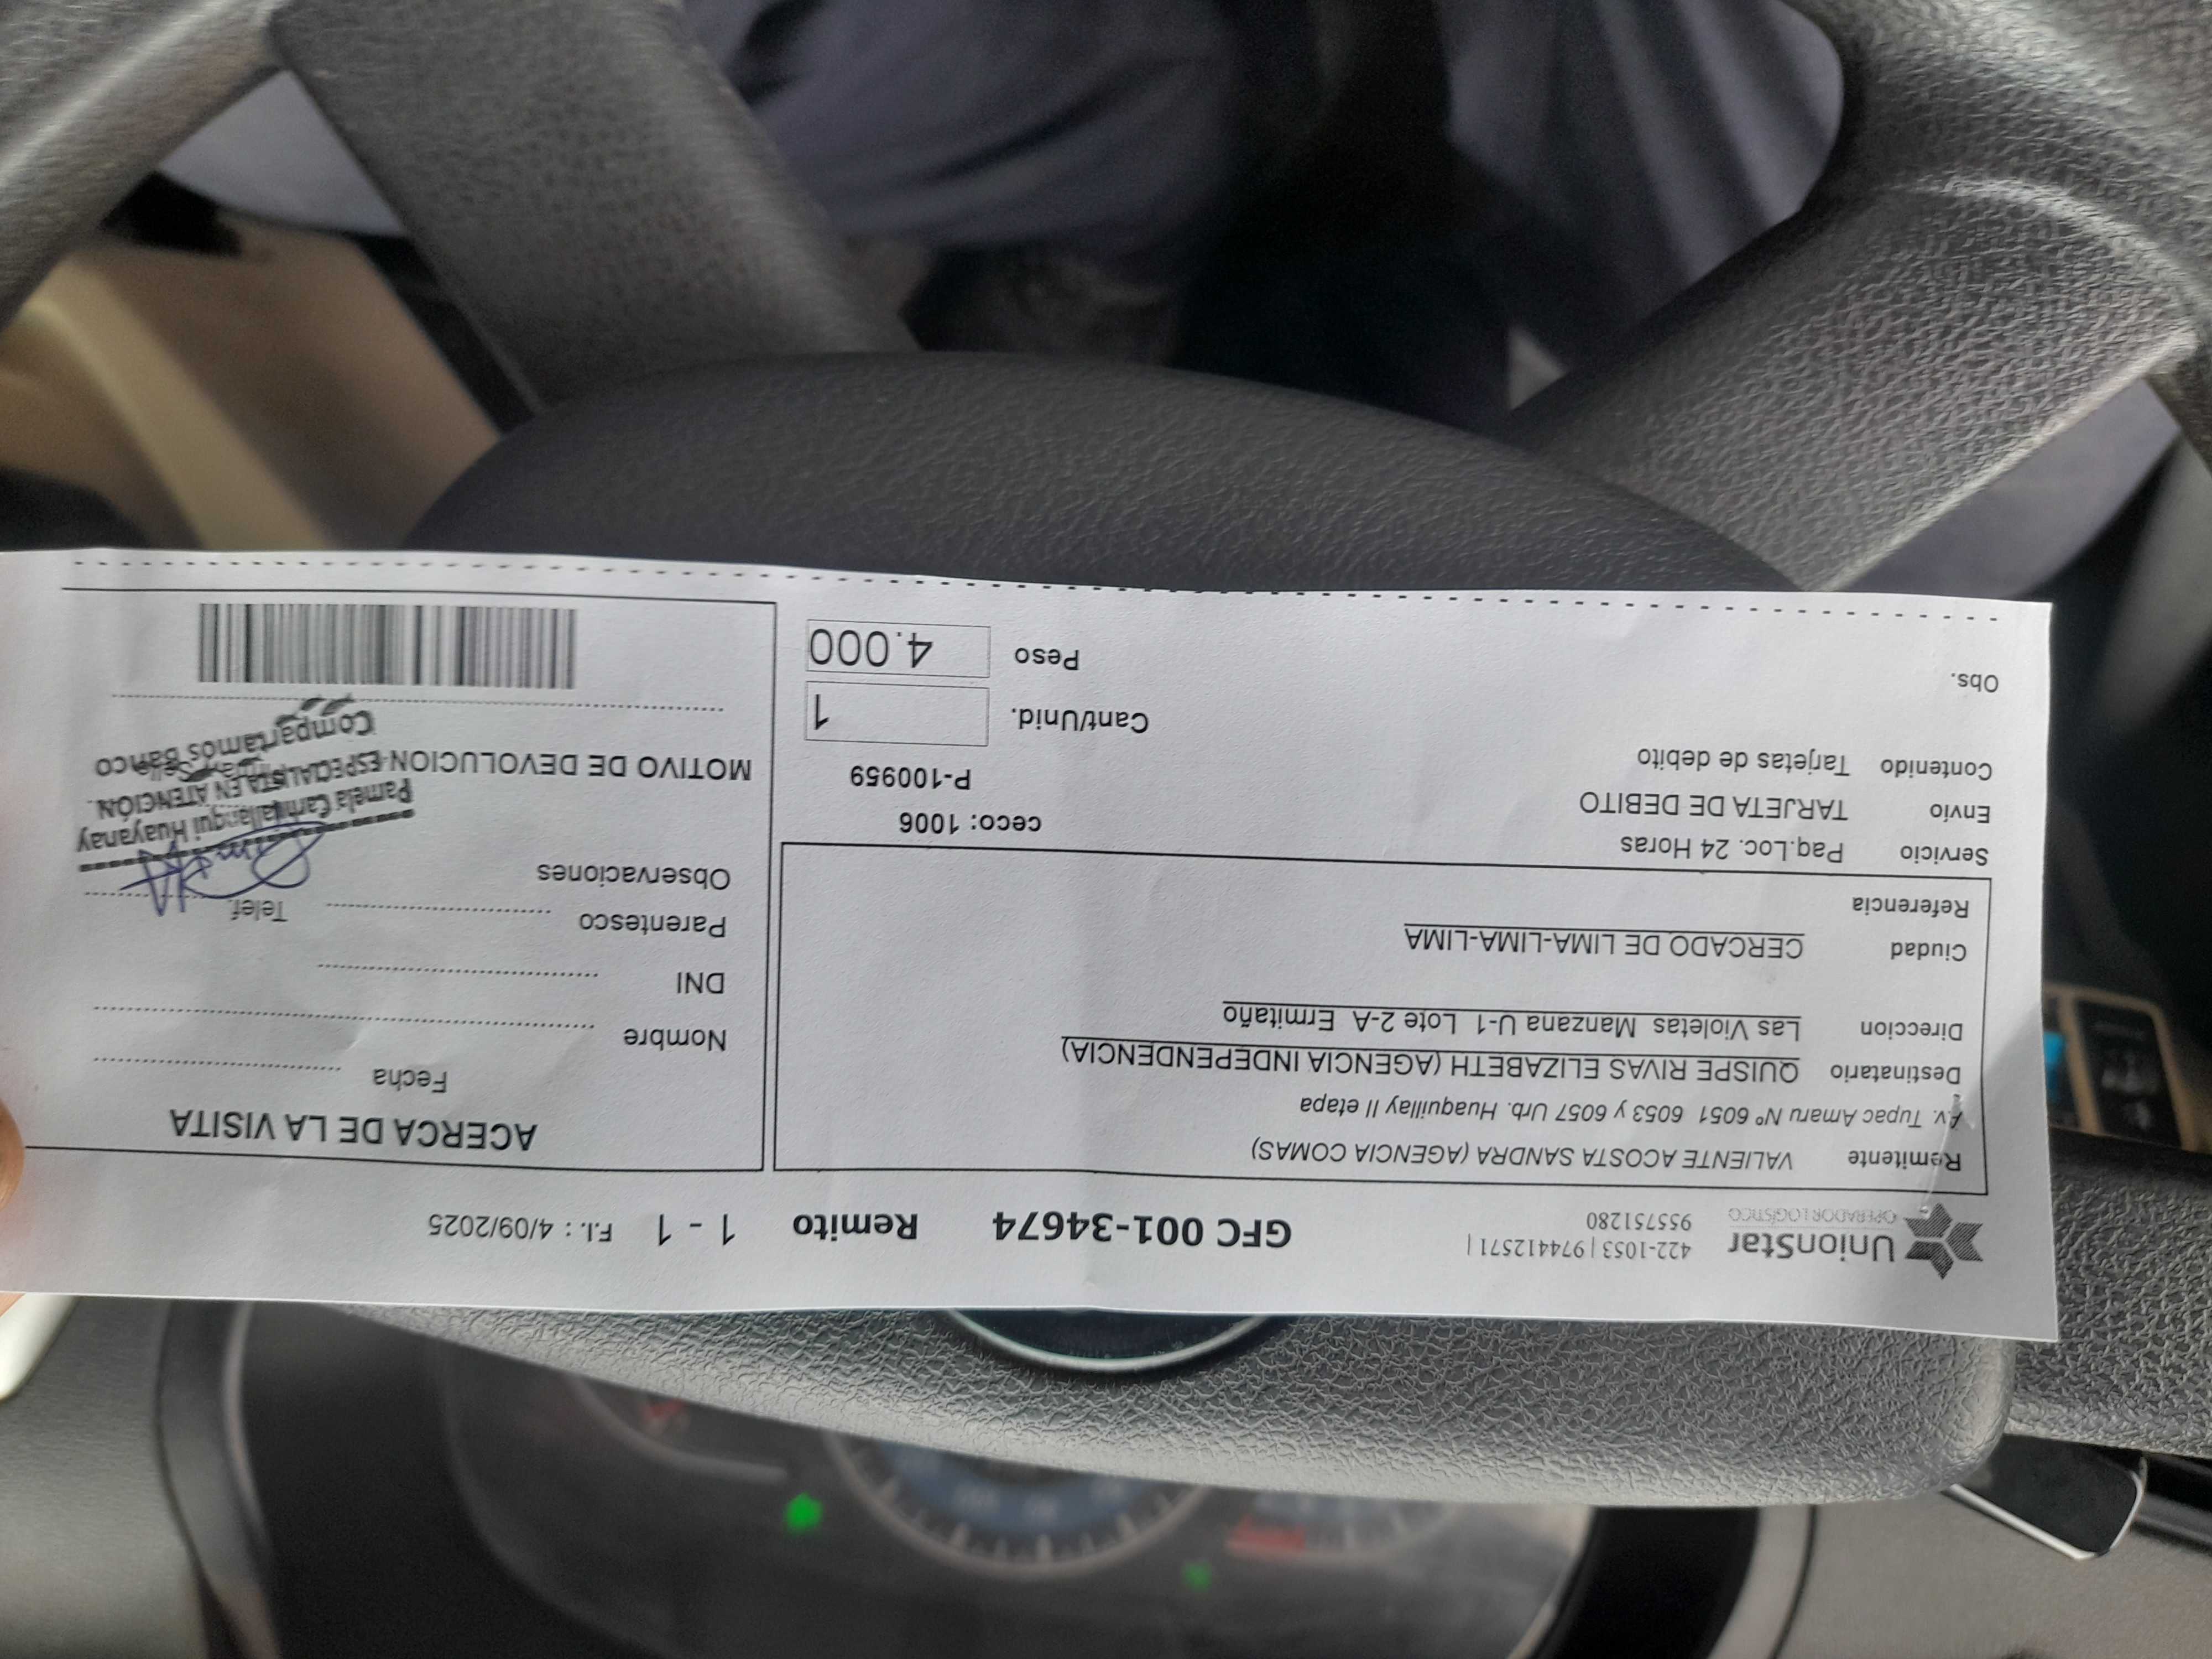 UnionStar
OPERADOR LOGÍSTICO
422-1053 | 974412571 |
955751280
GFC 001-34674
Remito 1 - 1
F.I. : 4/09/2025
Remitente VALIENTE ACOSTA SANDRA (AGENCIA COMAS)
Av. Tupac Amaru Nº 6051 6053 y 6057 Urb. Huaquillay II etapa
Destinatario QUISPE RIVAS ELIZABETH (AGENCIA INDEPENDENCIA)
Direccion Las Violetas Manzana U-1 Lote 2-A Ermitaño
Ciudad CERCADO DE LIMA-LIMA-LIMA
Referencia
Servicio Paq.Loc. 24 Horas
Envio TARJETA DE DEBITO
Contenido Tarjetas de debito
Obs.
ceco: 1006
P-100959
Cant/Unid. 1
Peso 4.000
ACERCA DE LA VISITA
Fecha
Nombre
DNI
Parentesco
Telef.
Observaciones
MOTIVO DE DEVOLUCION
Pamela Huayanay
ESPECIALISTA EN ATENCIÓN
Compartamos Banco